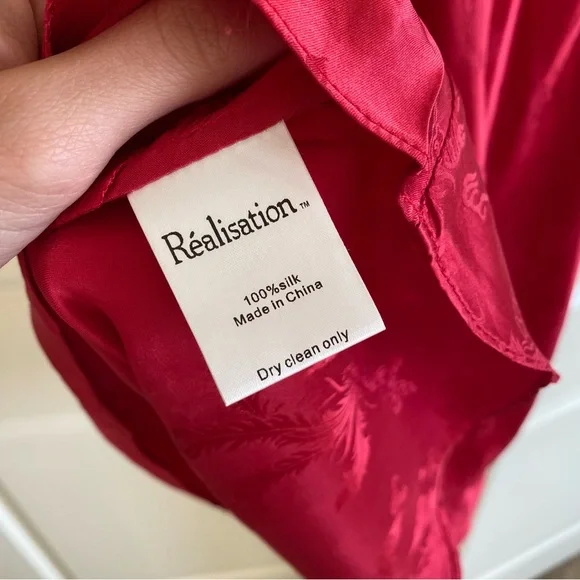 Réalisation™
100%silk
Made in China
Dry clean only